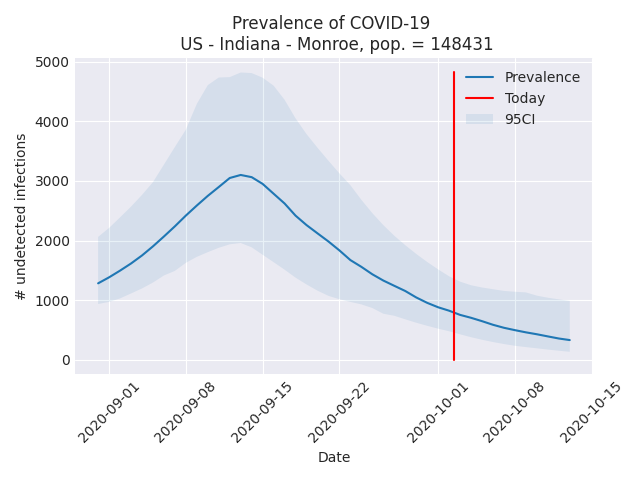 Prevalence of COVID-19
US - Indiana - Monroe, pop. = 148431
5000
4000
3000
2000
1000
0
# undetected infections
Prevalence
Today
95CI
2020-09-01
2020-09-08
2020-09-15
2020-09-22
2020-10-01
2020-10-08
2020-10-15
Date